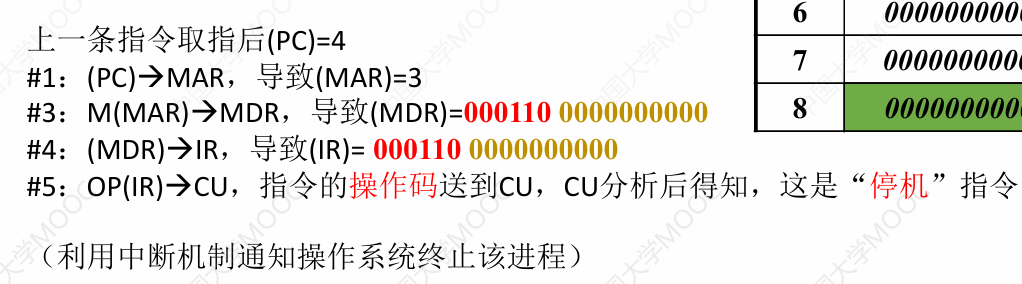 上一条指令取指后(PC)=4
#1：(PC)→MAR，导致(MAR)=3
#3：M(MAR)→MDR，导致(MDR)=000110 0000000000
#4：(MDR)→IR，导致(IR)= 000110 0000000000
#5：OP(IR)→CU，指令的操作码送到CU，CU分析后得知，这是“停机”指令
（利用中断机制通知操作系统终止该进程）
6 0000000000
7 0000000000
8 0000000000